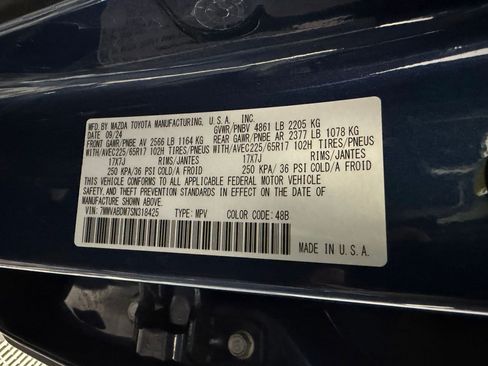 MFD. BY MAZDA TOYOTA MANUFACTURING, U.S.A., INC.
09/24 GVWR/PNBV 4861 LB 2205 KG
FRONT GAWR/PNBE AV 2566 LB 1164 KG REAR GAWR/PNBE AR 2377 LB 1078 KG
WITH/AVEC225/65R17 102H TIRES/PNEUS WITH/AVEC225/65R17 102H TIRES/PNEUS
17X7J RIMS/JANTES 17X7J RIMS/JANTES
250 KPA/36 PSI COLD/A FROID 250 KPA/ 36 PSI COLD/A FROID
THIS VEHICLE CONFORMS TO ALL APPLICABLE FEDERAL MOTOR VEHICLE
SAFETY, AND THEFT PREVENTION STANDARDS IN EFFECT ON THE DATE OF
MANUFACTURE SHOWN ABOVE.
VIN: 7MMVABDM7SN318425 TYPE: MPV COLOR CODE: 48B
MADE IN U.S.A.